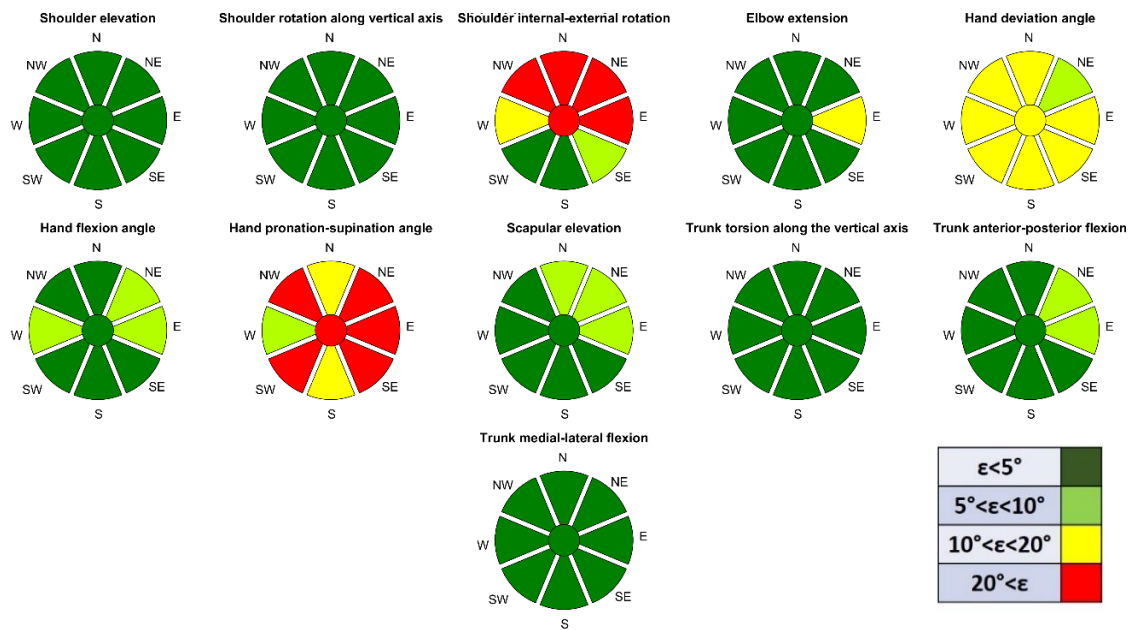 Shoulder elevation
N
NW NE
W E
SW SE
S
Shoulder rotation along vertical axis
N
NW NE
W E
SW SE
S
Shoulder internal-external rotation
N
NW NE
W E
SW SE
S
Elbow extension
N
NW NE
W E
SW SE
S
Hand deviation angle
N
NW NE
W E
SW SE
S
Hand flexion angle
N
NW NE
W E
SW SE
S
Hand pronation-supination angle
N
NW NE
W E
SW SE
S
Scapular elevation
N
NW NE
W E
SW SE
S
Trunk torsion along the vertical axis
N
NW NE
W E
SW SE
S
Trunk anterior-posterior flexion
N
NW NE
W E
SW SE
S
Trunk medial-lateral flexion
N
NW NE
W E
SW SE
S
ε<5°
5°<ε<10°
10°<ε<20°
20°<ε